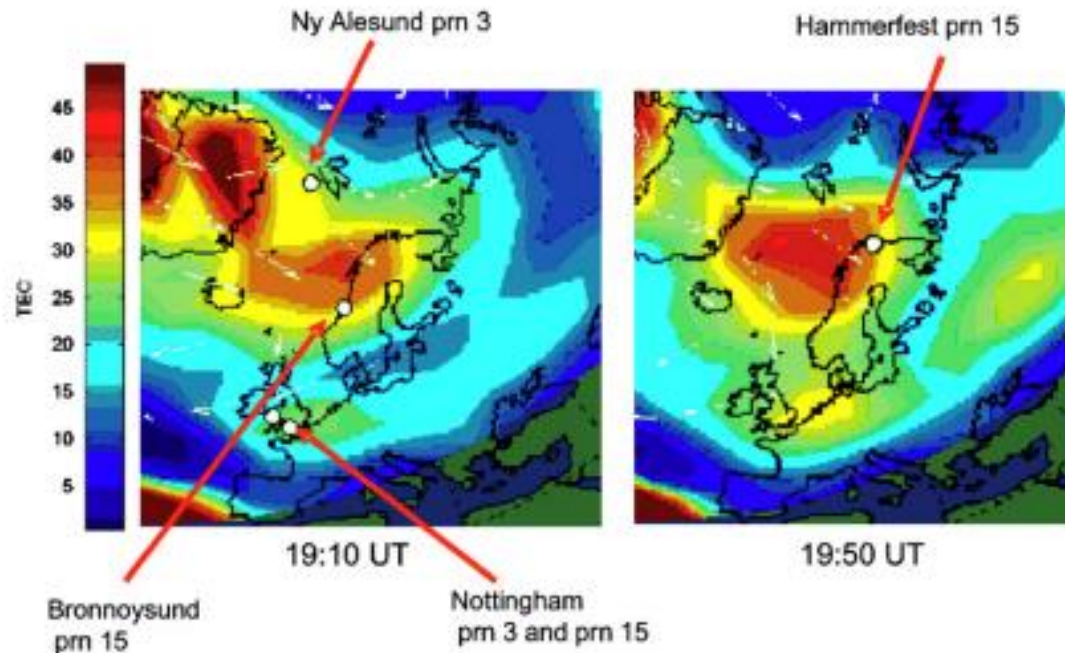 Ny Alesund prn 3
Hammerfest prn 15
TEC
45
40
35
30
25
20
15
10
5
19:10 UT
19:50 UT
Bronnoysund
prn 15
Nottingham
prn 3 and prn 15